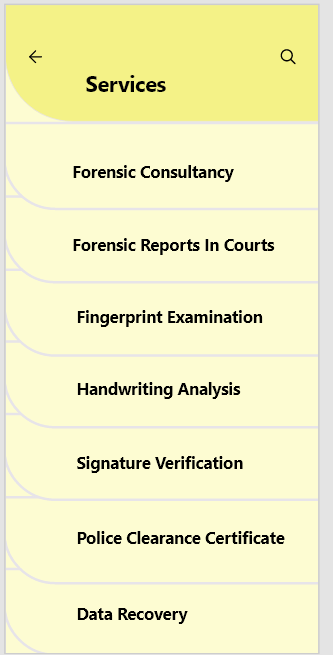 Services
Forensic Consultancy
Forensic Reports In Courts
Fingerprint Examination
Handwriting Analysis
Signature Verification
Police Clearance Certificate
Data Recovery